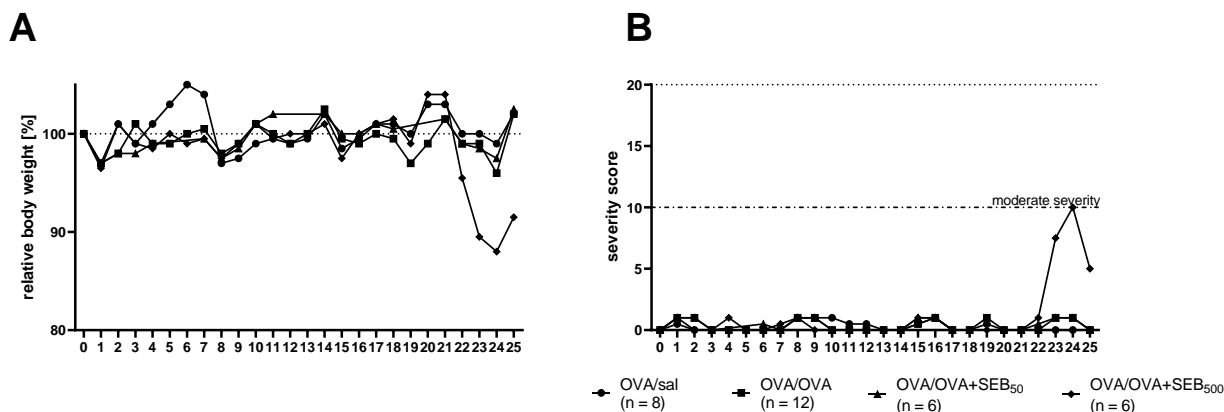 A
B
relative body weight [%]
100
90
80
0 1 2 3 4 5 6 7 8 9 10 11 12 13 14 15 16 17 18 19 20 21 22 23 24 25
severity score
20
15
10
5
0
moderate severity
0 1 2 3 4 5 6 7 8 9 10 11 12 13 14 15 16 17 18 19 20 21 22 23 24 25
OVA/sal
(n = 8)
OVA/OVA
(n = 12)
OVA/OVA+SEB50
(n = 6)
OVA/OVA+SEB500
(n = 6)